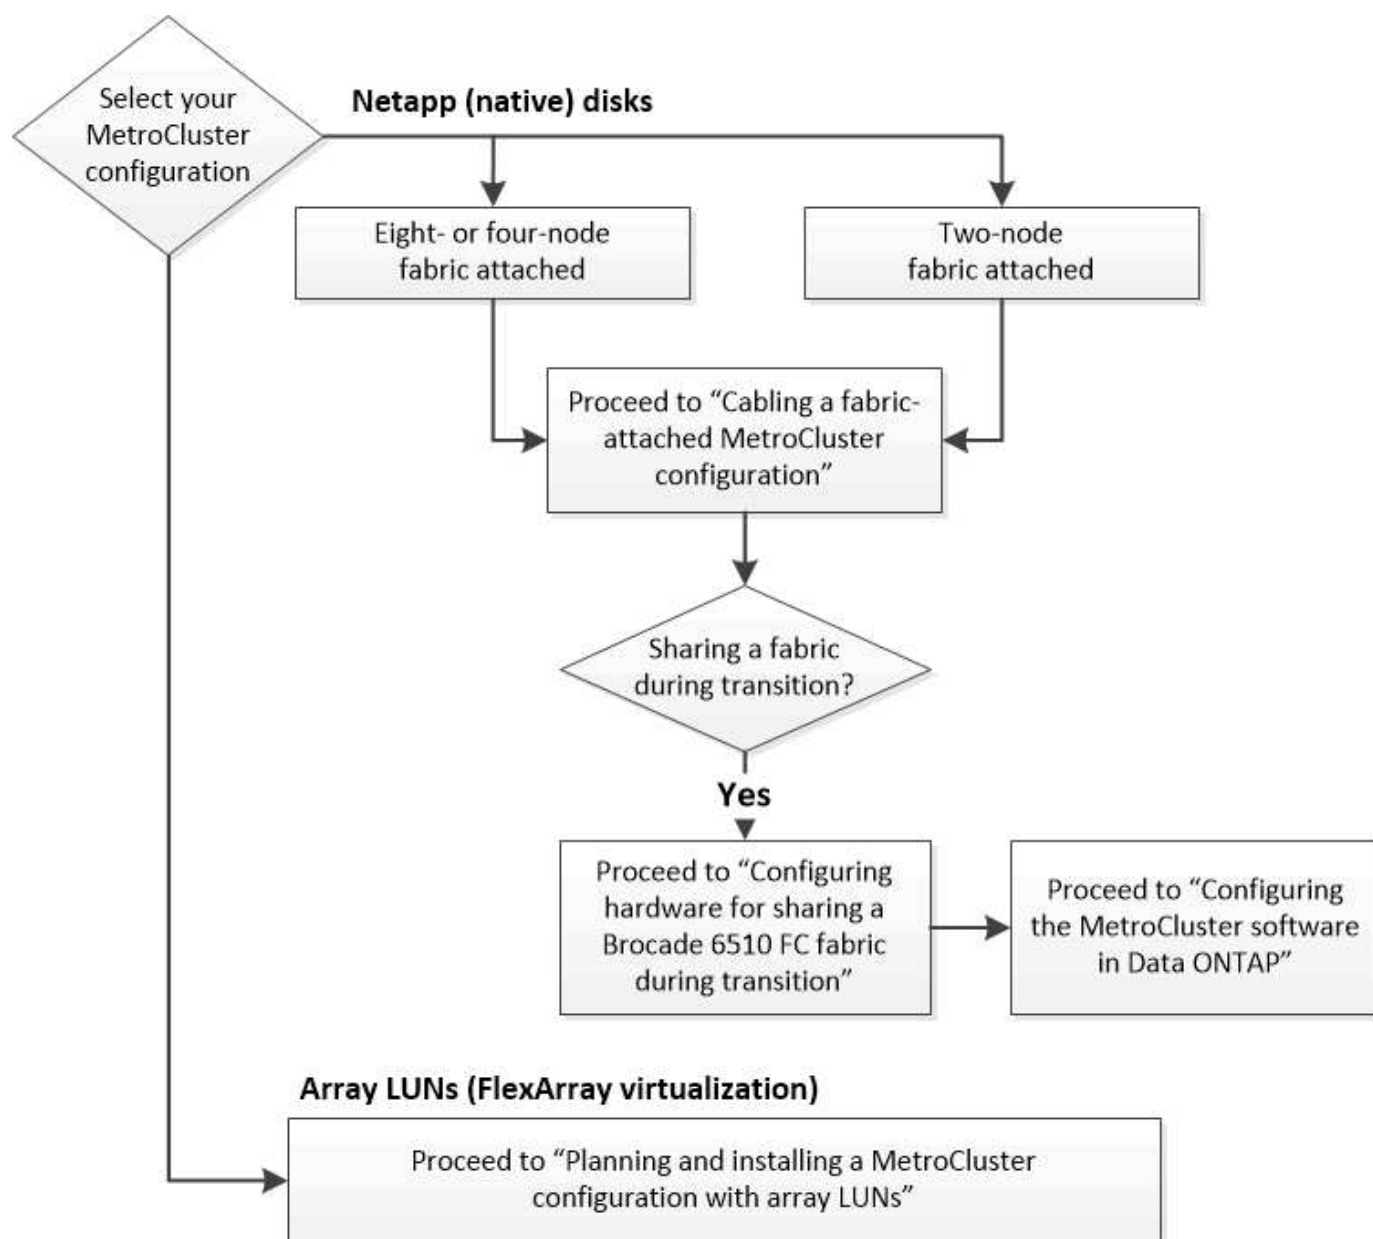 Select your
MetroCluster
configuration
Netapp (native) disks
Eight- or four-node
fabric attached
Two-node
fabric attached
Proceed to “Cabling a fabric-
attached MetroCluster
configuration”
Sharing a fabric
during transition?
Yes
Proceed to “Configuring
hardware for sharing a
Brocade 6510 FC fabric
during transition”
Proceed to “Configuring
the MetroCluster software
in Data ONTAP”
Array LUNs (FlexArray virtualization)
Proceed to “Planning and installing a MetroCluster
configuration with array LUNs”